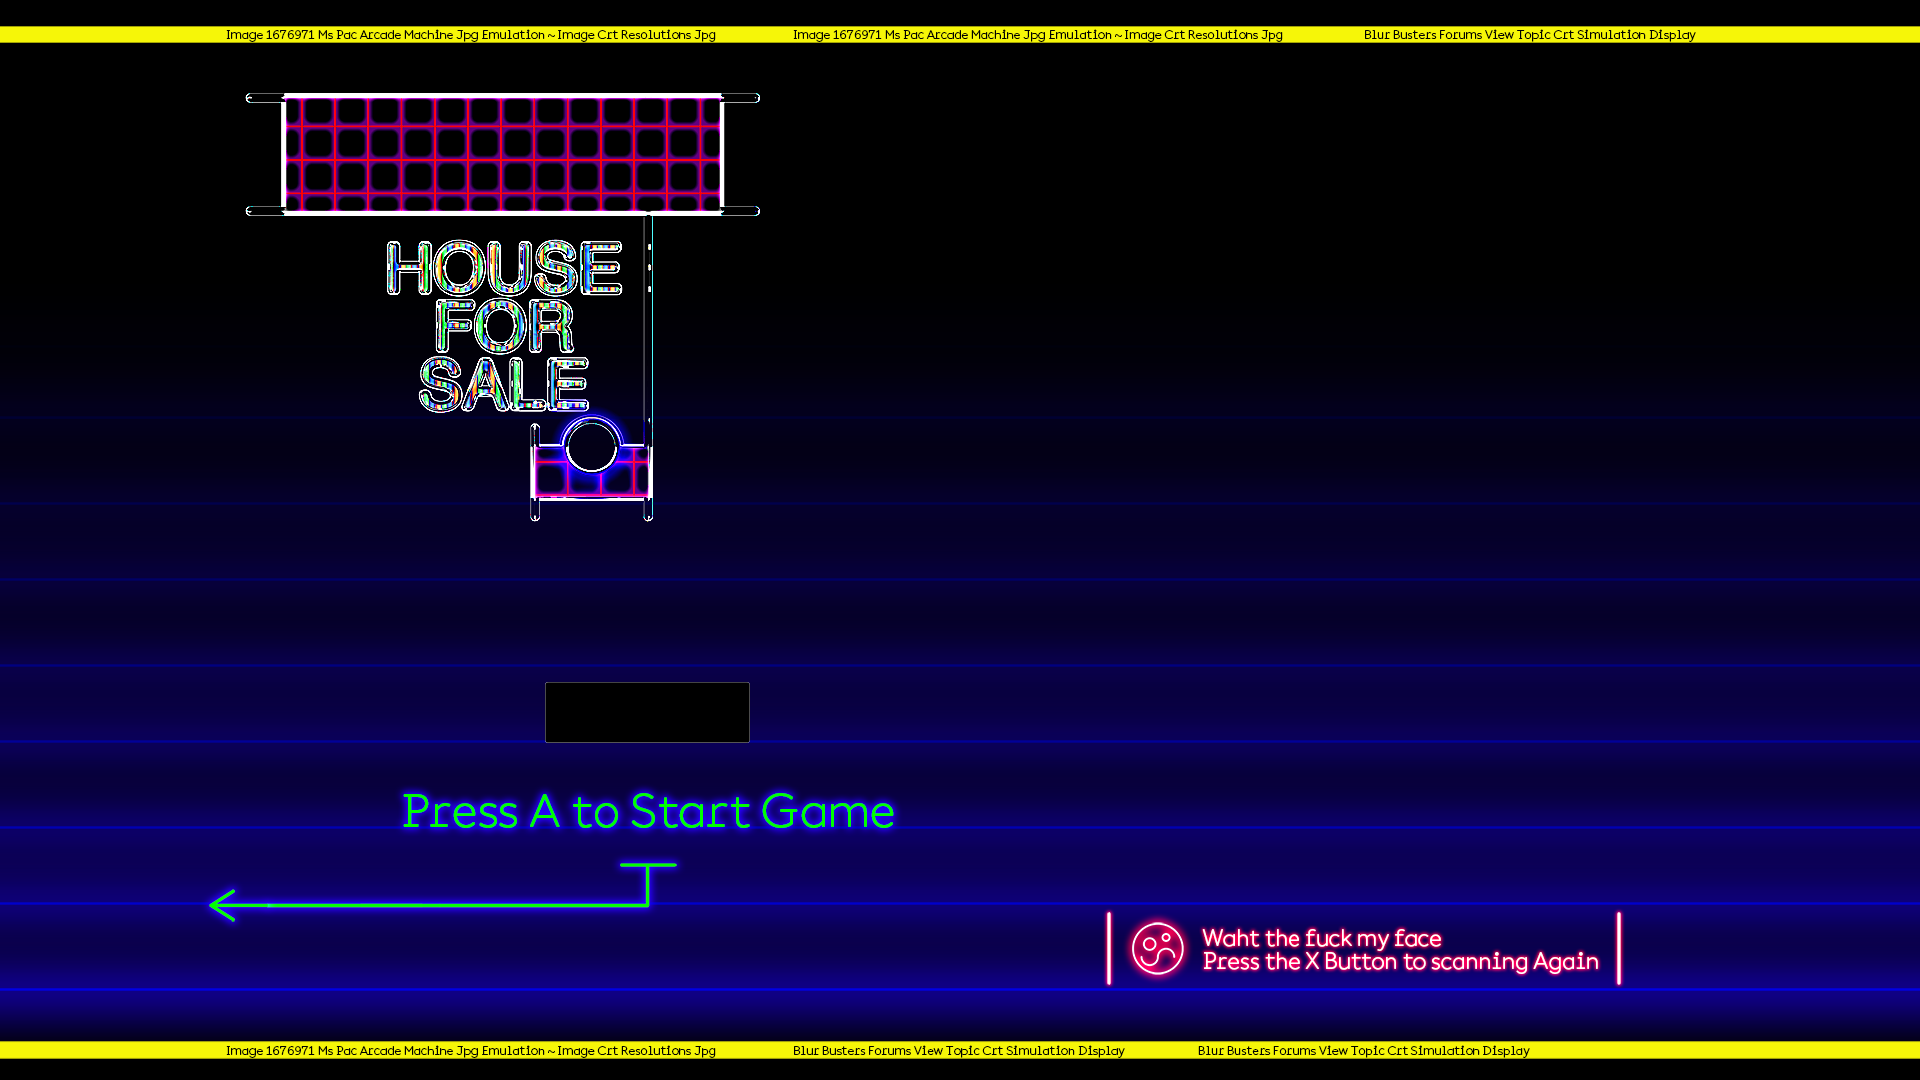 Image 1676971 Ms Pac Arcade Machine Jpg Emulation ~ Image Crt Resolutions Jpg
Image 1676971 Ms Pac Arcade Machine Jpg Emulation ~ Image Crt Resolutions Jpg
Blur Busters Forums View Topic Crt Simulation Display
HOUSE
FOR
SALE
Press A to Start Game
Waht the fuck my face
Press the X Button to scanning Again
Image 1676971 Ms Pac Arcade Machine Jpg Emulation ~ Image Crt Resolutions Jpg
Blur Busters Forums View Topic Crt Simulation Display
Blur Busters Forums View Topic Crt Simulation Display